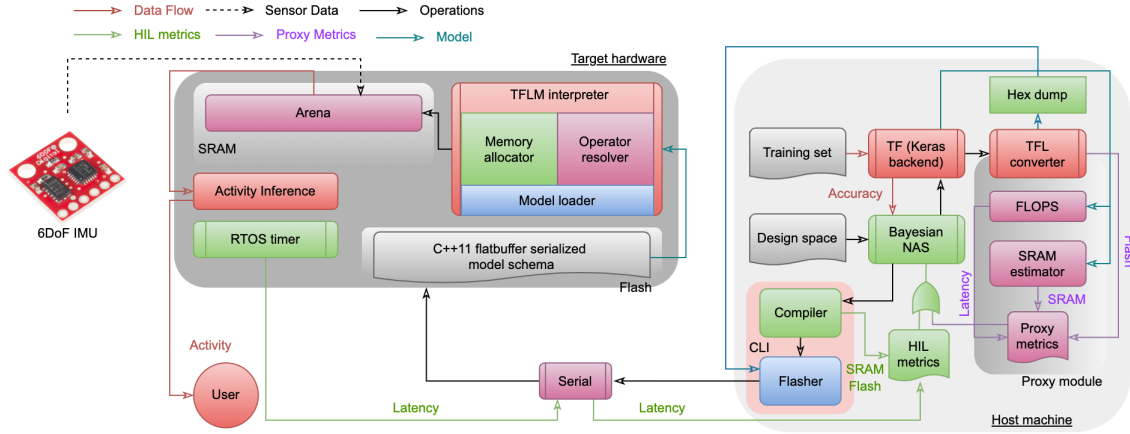 Data Flow
Sensor Data
Operations
HIL metrics
Proxy Metrics
Model
Target hardware
Arena
SRAM
TFLM interpreter
Memory
allocator
Operator
resolver
Model loader
Activity Inference
RTOS timer
C++11 flatbuffer serialized
model schema
Flash
6DoF IMU
Activity
User
Latency
Serial
Latency
Hex dump
Training set
TF (Keras
backend)
TFL
converter
Accuracy
FLOPS
Design space
Bayesian
NAS
SRAM
estimator
Flash
Latency
SRAM
Compiler
CLI
Flasher
SRAM
Flash
HIL
metrics
Proxy
metrics
Proxy module
Host machine